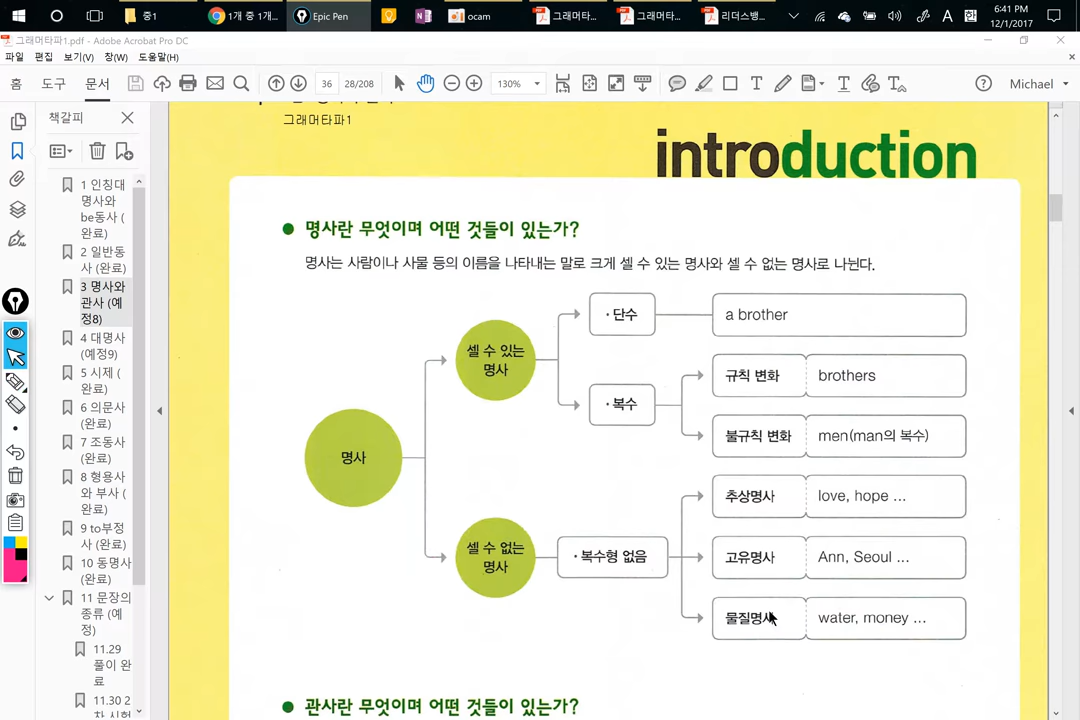 중1
1개 중 1개...
Epic Pen
ocam
그래머타...
그래머타...
리더스뱅...
A
한
6:41 PM
12/1/2017
그래머타파1.pdf - Adobe Acrobat Pro DC
파일 편집 보기(V) 창(W) 도움말(H)
홈 도구 문서
36
28/208
130%
Michael
책갈피
1 인칭대
명사와
be동사 (
완료)
2 일반동
사 (완료)
3 명사와
관사 (예
정8)
4 대명사
(예정9)
5 시제 (
완료)
6 의문사
(완료)
7 조동사
(완료)
8 형용사
와 부사 (
완료)
9 to부정
사 (완료)
10 동명사
(완료)
11 문장의
종류 (예
정)
11.29
풀이 완
료
11.30 2
차 시험
그래머타파1
introduction
명사란 무엇이며 어떤 것들이 있는가?
명사는 사람이나 사물 등의 이름을 나타내는 말로 크게 셀 수 있는 명사와 셀 수 없는 명사로 나뉜다.
명사
셀 수 있는
명사
· 단수
a brother
· 복수
규칙 변화
brothers
불규칙 변화
men(man의 복수)
셀 수 없는
명사
· 복수형 없음
추상명사
love, hope ...
고유명사
Ann, Seoul ...
물질명사
water, money ...
관사란 무엇이며 어떤 것들이 있는가?